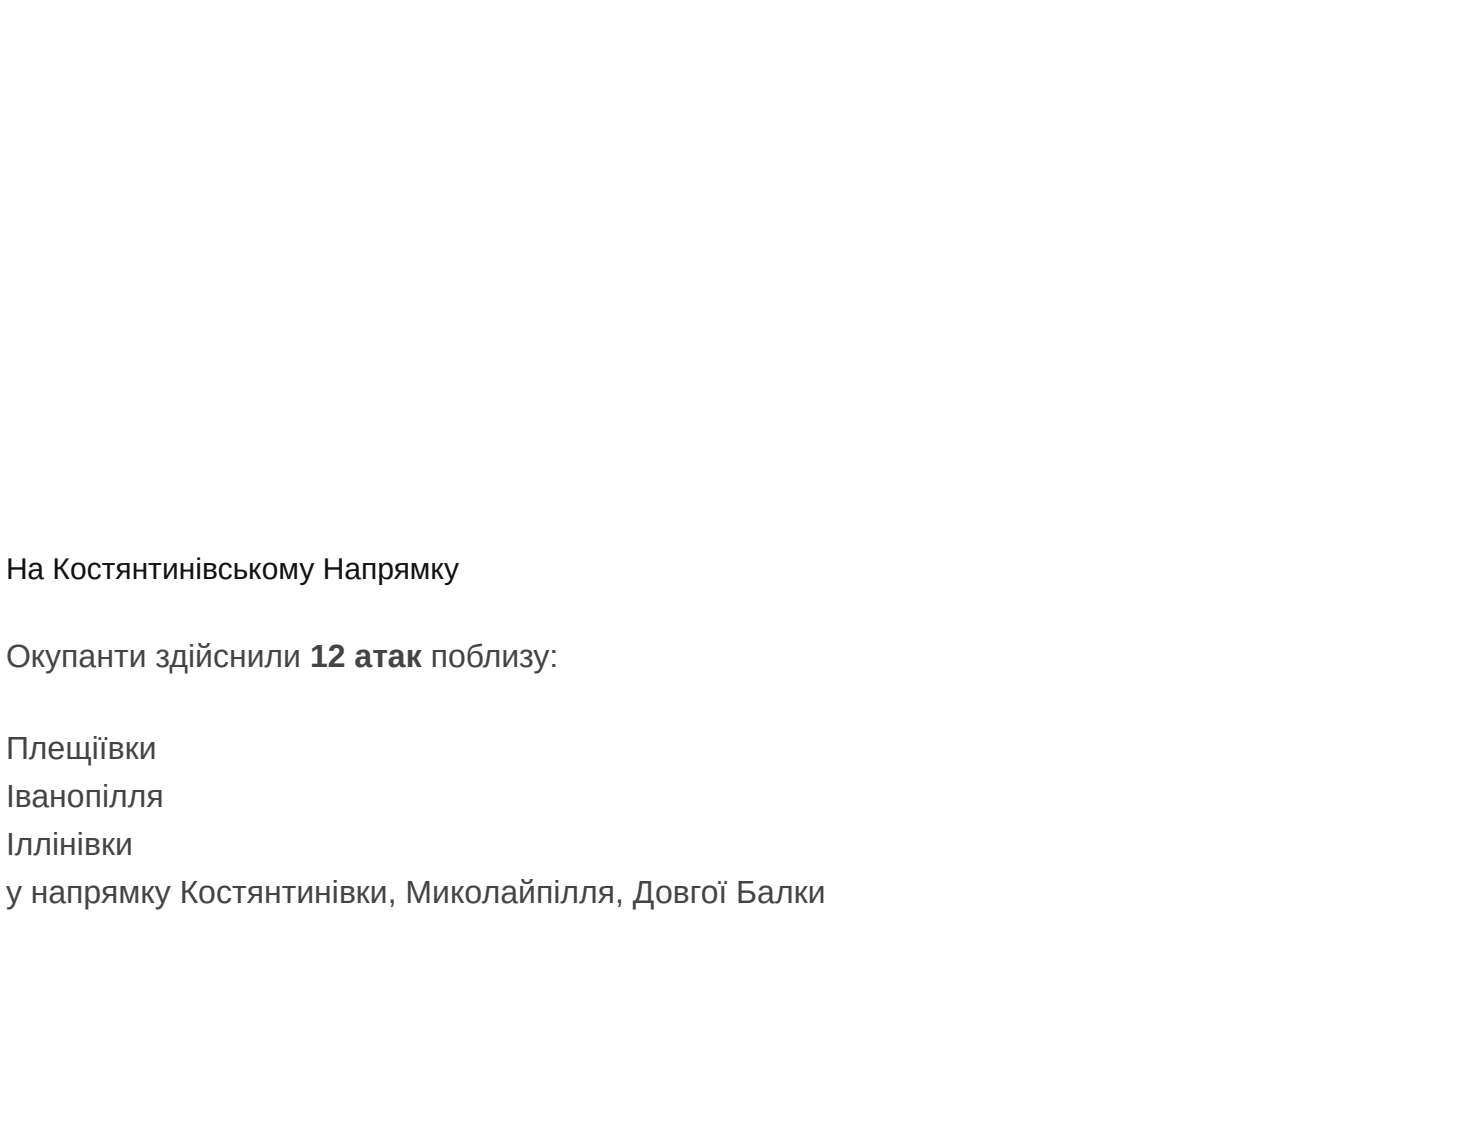 На Костянтинівському Напрямку
Окупанти здійснили 12 атак поблизу:
Плещіївки
Іванопілля
Іллінівки
у напрямку Костянтинівки, Миколайпілля, Довгої Балки